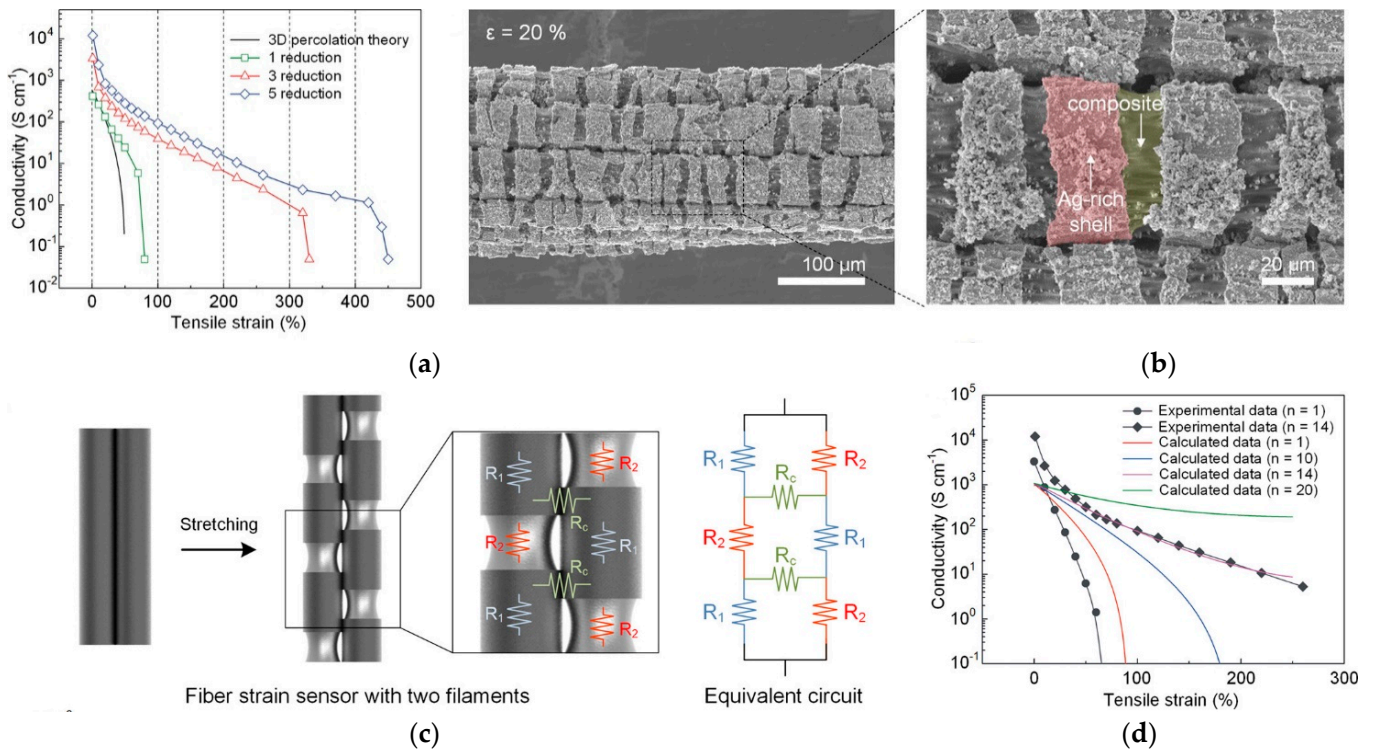 10⁴
10³
10²
10¹
10⁰
10⁻¹
10⁻²
Conductivity (S cm⁻¹)
3D percolation theory
1 reduction
3 reduction
5 reduction
0 100 200 300 400 500
Tensile strain (%)
(a)
ε = 20 %
100 μm
composite
Ag-rich
shell
20 μm
(b)
Stretching
R₁
R₂
R꜀
R₂
R₁
R꜀
R₁
R₂
Fiber strain sensor with two filaments
R₁
R₂
R꜀
R₂
R₁
R꜀
R₁
R₂
Equivalent circuit
(c)
10⁵
10⁴
10³
10²
10¹
10⁰
10⁻¹
Conductivity (S cm⁻¹)
Experimental data (n = 1)
Experimental data (n = 14)
Calculated data (n = 1)
Calculated data (n = 10)
Calculated data (n = 14)
Calculated data (n = 20)
0 100 200 300
Tensile strain (%)
(d)